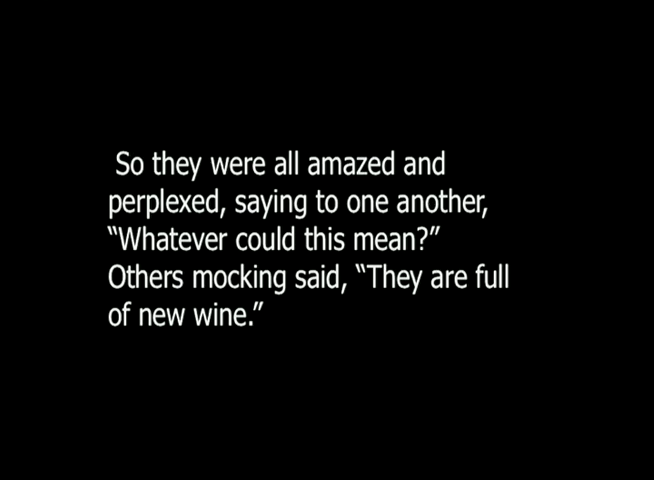 So they were all amazed and
perplexed, saying to one another,
“Whatever could this mean?”
Others mocking said, “They are full
of new wine.”